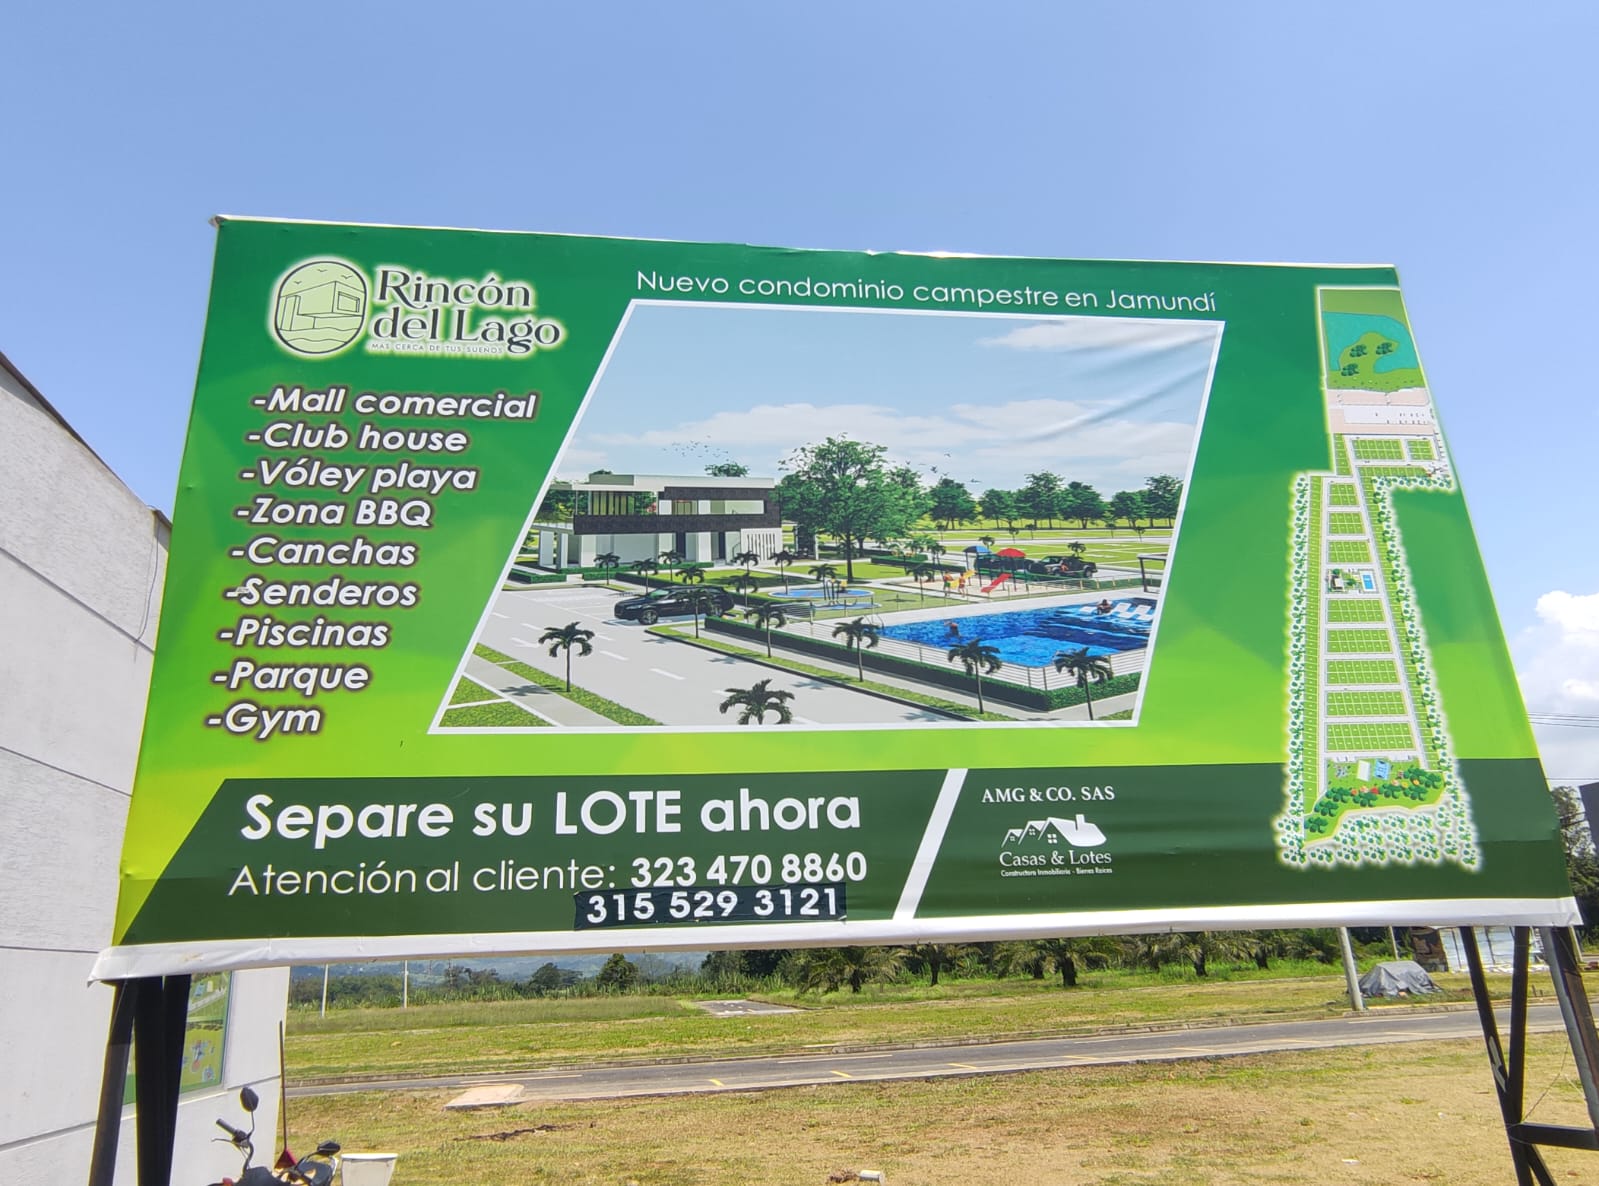 Rincón
del Lago
MAS CERCA DE TUS SUEÑOS
Nuevo condominio campestre en Jamundí
-Mall comercial
-Club house
-Vóley playa
-Zona BBQ
-Canchas
-Senderos
-Piscinas
-Parque
-Gym
Separe su LOTE ahora
Atención al cliente: 323 470 8860
315 529 3121
AMG & CO. SAS
Casas & Lotes
Constructora Inmobiliaria - Bienes Raíces